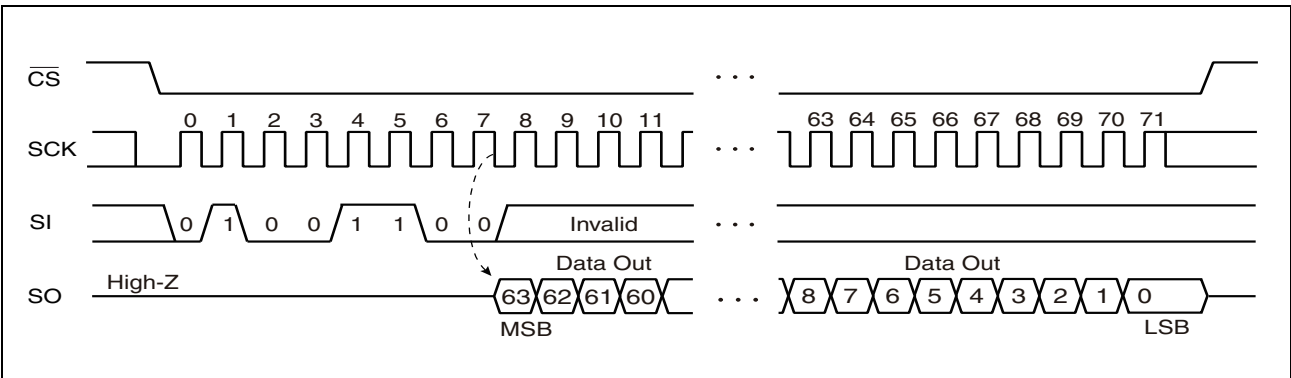 CS
. . .
0 1 2 3 4 5 6 7 8 9 10 11 63 64 65 66 67 68 69 70 71
SCK
. . .
SI 0 1 0 0 1 1 0 0 Invalid . . .
Data Out Data Out
High-Z
SO 63 62 61 60 . . . 8 7 6 5 4 3 2 1 0
MSB LSB